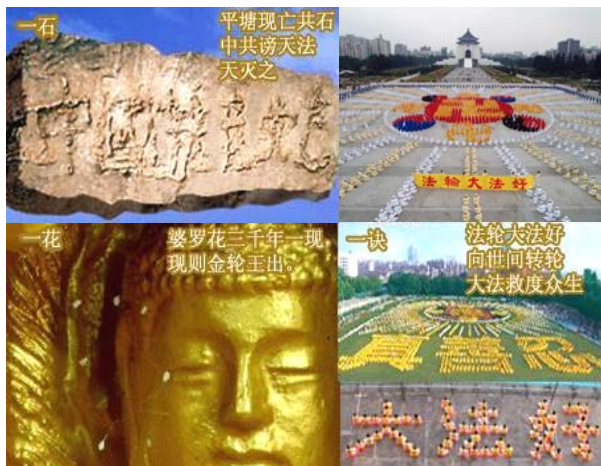 一石
平塘现亡共石
中共谤天法
天灭之
中國
法輪大法好
一花
婆罗花三千年一现,
现则金轮王出。
一诀
法轮大法好
向世间转轮
大法救度众生
真善忍
大法好